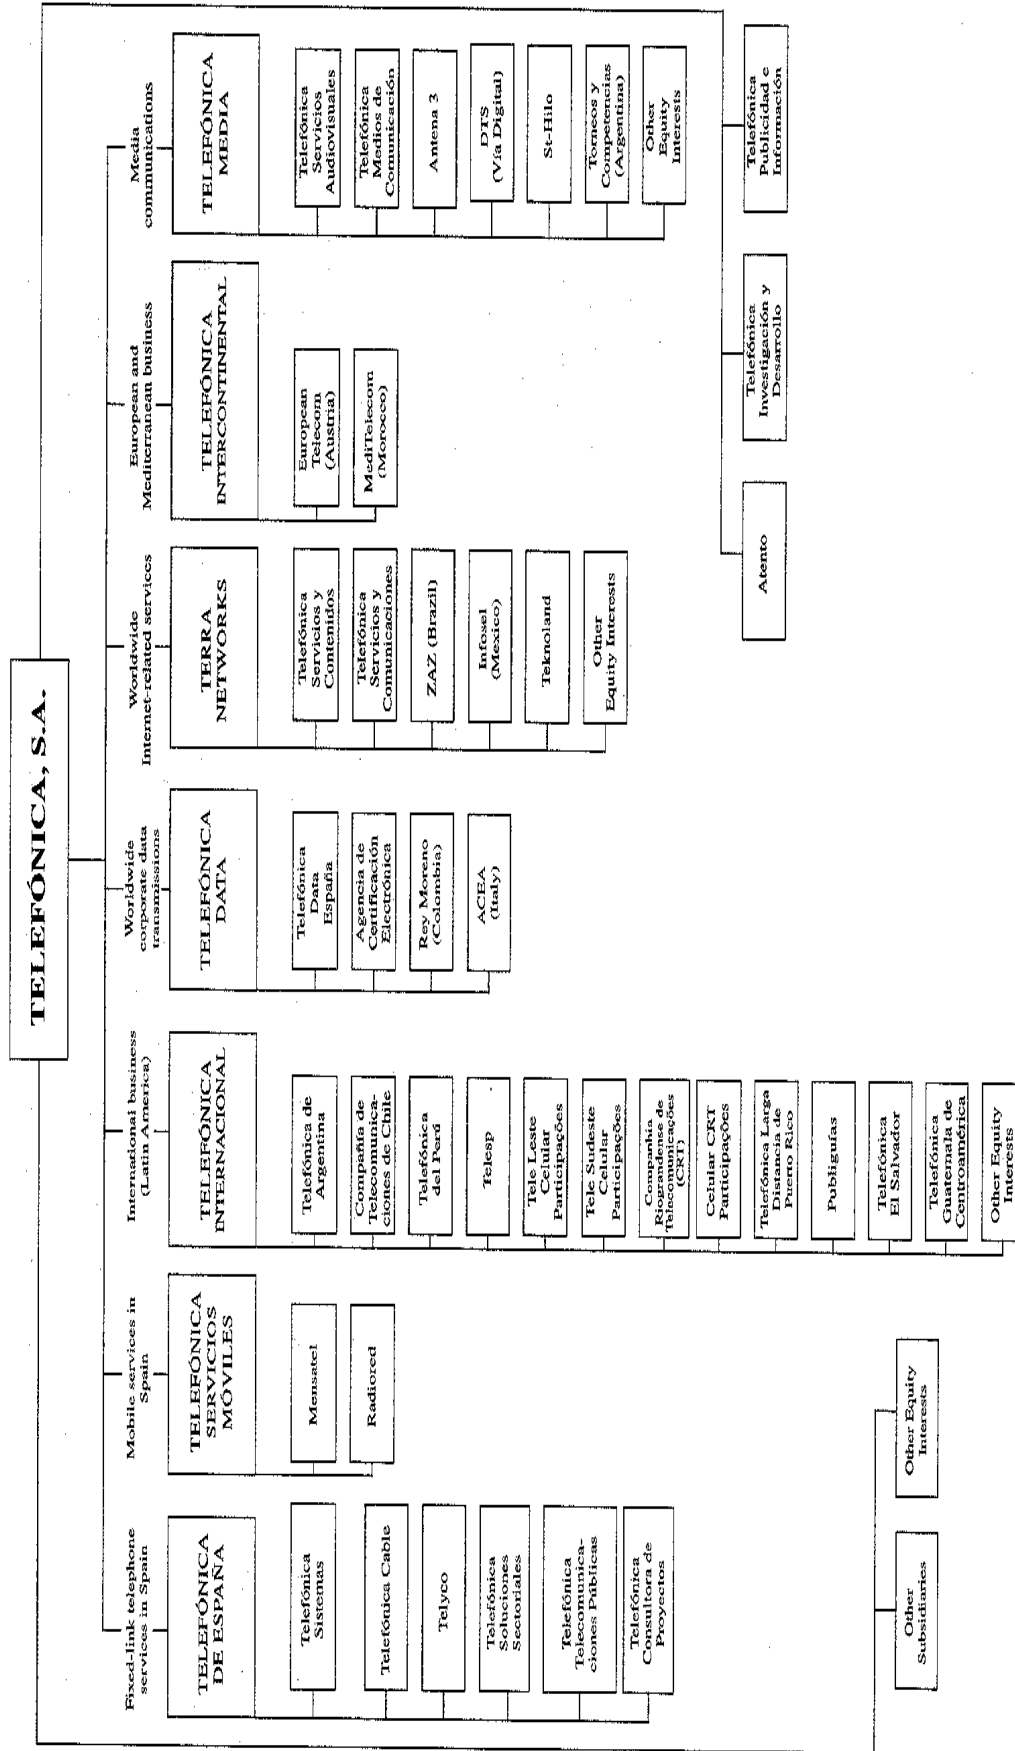 TELEFÓNICA, S.A.
Fixed-link telephone
services in Spain
TELEFÓNICA
DE ESPAÑA
Telefónica
Sistemas
Telefónica Cable
Telyco
Telefónica
Soluciones
Sectoriales
Telefónica
Telecomunica-
ciones Públicas
Telefónica
Consultora de
Proyectos
Mobile services in
Spain
TELEFÓNICA
SERVICIOS
MÓVILES
Mensatel
Radiored
International business
(Latin America)
TELEFÓNICA
INTERNACIONAL
Telefónica de
Argentina
Compañía de
Telecomunica-
ciones de Chile
Telefónica
del Perú
Telesp
Tele Leste
Celular
Participações
Tele Sudeste
Celular
Participações
Companhia
Riograndense de
Telecomunicações
(CRT)
Celular CRT
Participações
Telefónica Larga
Distancia de
Puerto Rico
Publiguías
Telefónica
El Salvador
Telefónica
Guatemala de
Centroamérica
Other Equity
Interests
Worldwide
corporate data
transmissions
TELEFÓNICA
DATA
Telefónica
Data
España
Agencia de
Certificación
Electrónica
Rey Moreno
(Colombia)
ACEA
(Italy)
Worldwide
Internet-related services
TERRA
NETWORKS
Telefónica
Servicios y
Contenidos
Telefónica
Servicios y
Comunicaciones
ZAZ (Brazil)
Infosel
(Mexico)
Teknoland
Other
Equity Interests
European and
Mediterranean business
TELEFÓNICA
INTERCONTINENTAL
European
Telecom
(Austria)
MediTelecom
(Morocco)
Media
communications
TELEFÓNICA
MEDIA
Telefónica
Servicios
Audiovisuales
Telefónica
Medios de
Comunicación
Antena 3
DTS
(Vía Digital)
St-Hilo
Torneos y
Competencias
(Argentina)
Other
Equity
Interests
Atento
Telefónica
Investigación y
Desarrollo
Telefónica
Publicidad e
Información
Other
Subsidiaries
Other Equity
Interests